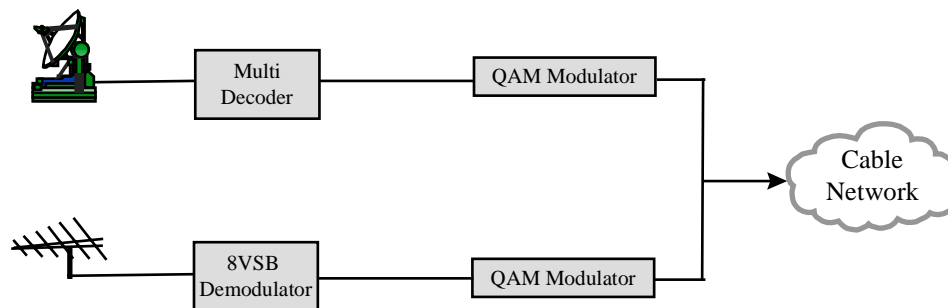 Multi
Decoder
QAM Modulator
Cable
Network
8VSB
Demodulator
QAM Modulator